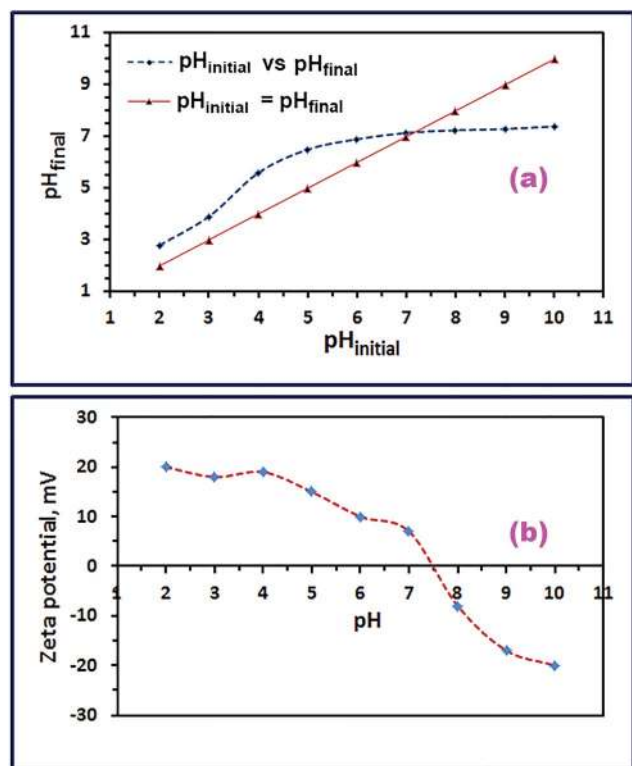 11
9
7
5
3
1
pHfinal
pHinitial vs pHfinal
pHinitial = pHfinal
(a)
1 2 3 4 5 6 7 8 9 10 11
pHinitial
30
20
10
0
-10
-20
-30
Zeta potential, mV
(b)
1 2 3 4 5 6 7 8 9 10 11
pH